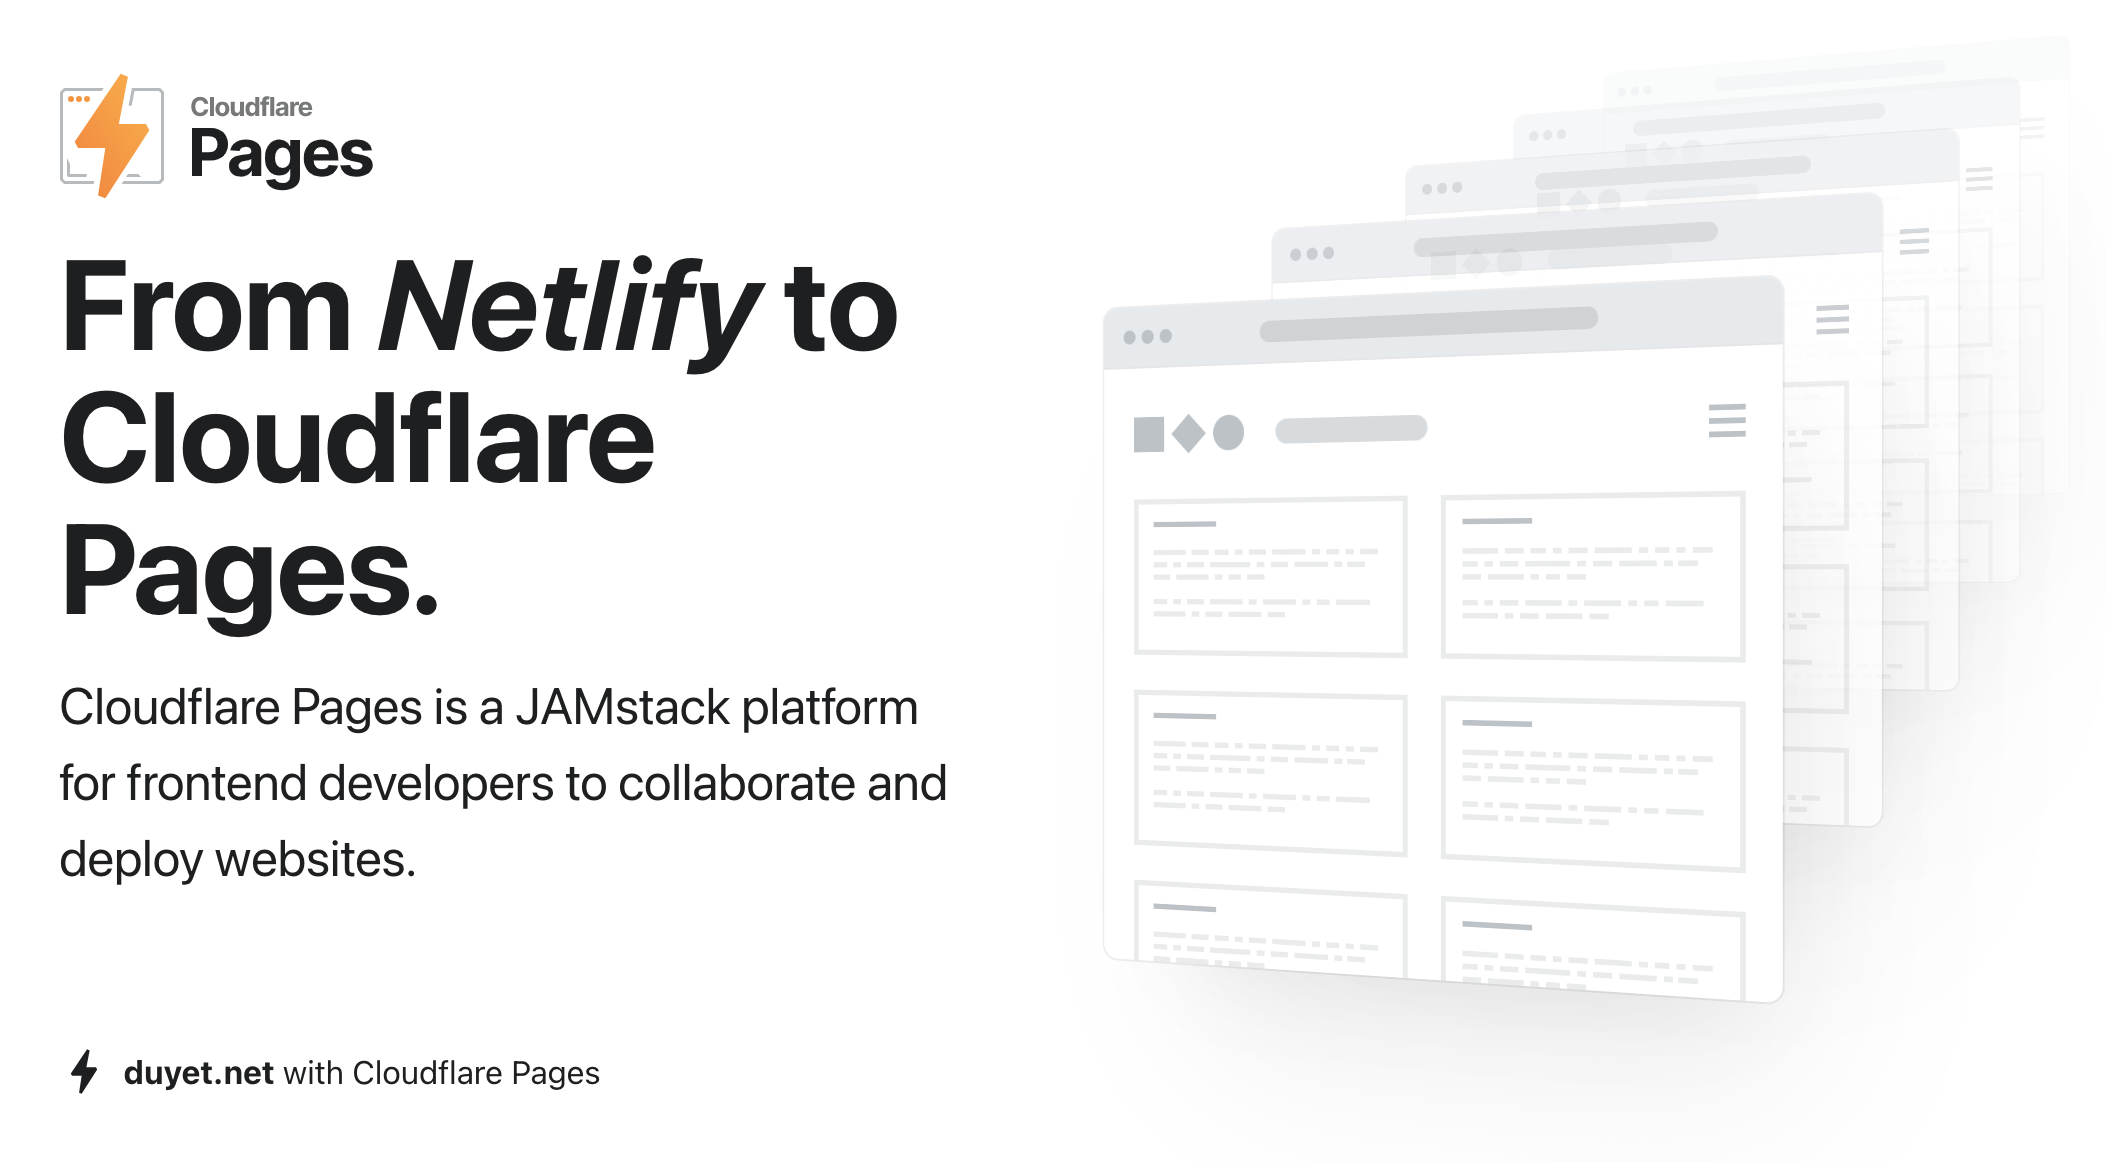 Cloudflare
Pages
From Netlify to
Cloudflare
Pages.
Cloudflare Pages is a JAMstack platform
for frontend developers to collaborate and
deploy websites.
duyet.net with Cloudflare Pages